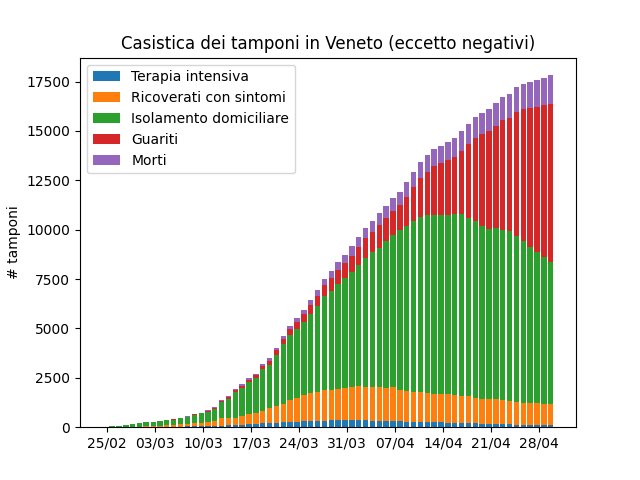 Casistica dei tamponi in Veneto (eccetto negativi)
Terapia intensiva
Ricoverati con sintomi
Isolamento domiciliare
Guariti
Morti
# tamponi
17500
15000
12500
10000
7500
5000
2500
0
25/02 03/03 10/03 17/03 24/03 31/03 07/04 14/04 21/04 28/04